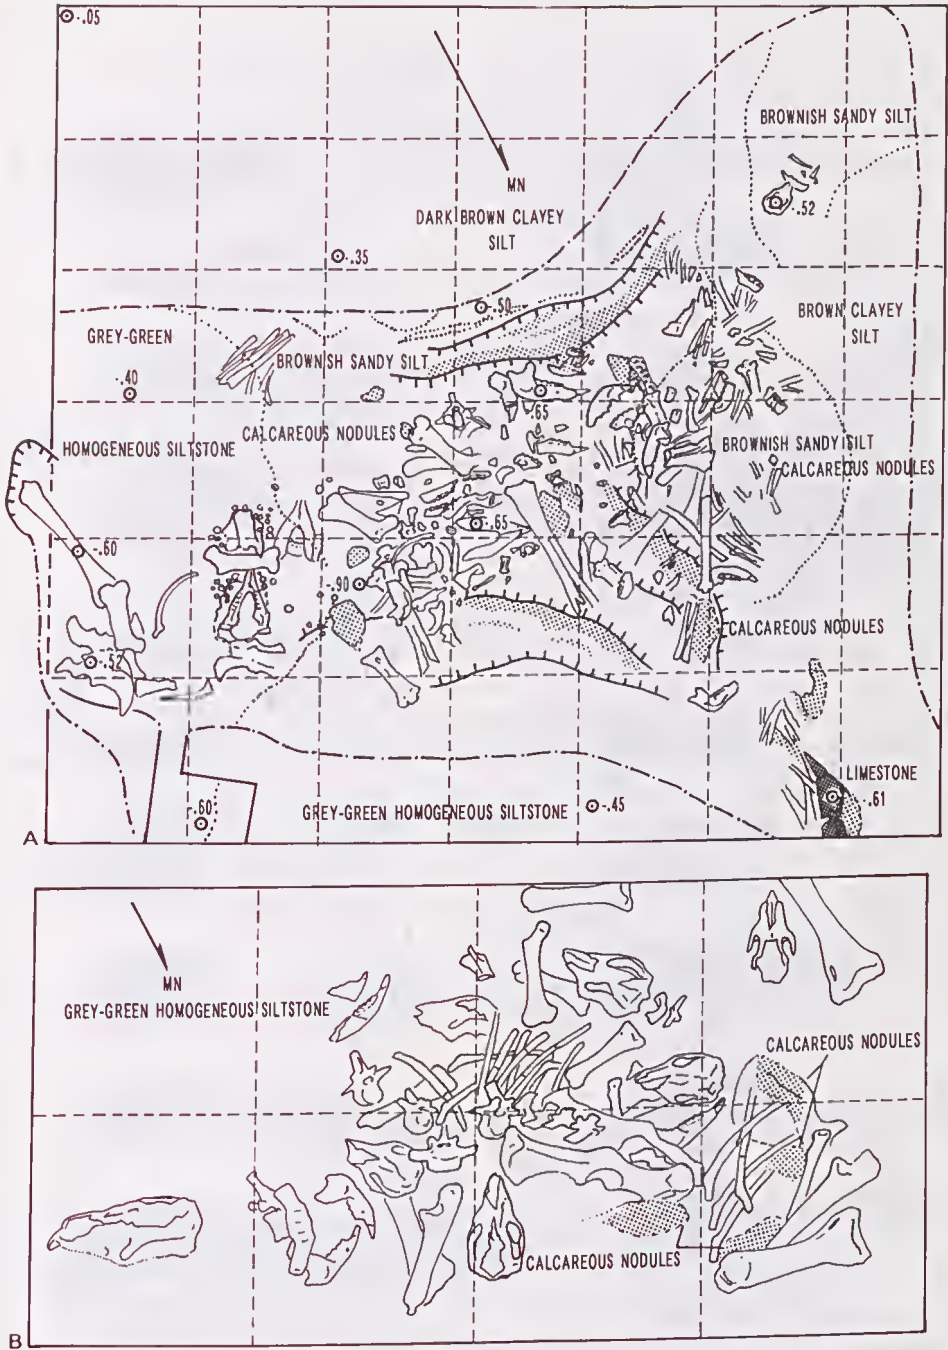 -.05
BROWNISH SANDY SILT
MN
-.52
DARK BROWN CLAYEY
SILT
-.35
-.50
BROWN CLAYEY
SILT
GREY-GREEN
BROWNISH SANDY SILT
-.40
-.65
CALCAREOUS NODULES
HOMOGENEOUS SILTSTONE
BROWNISH SANDY SILT
CALCAREOUS NODULES
-.65
-.60
-.90
CALCAREOUS NODULES
LIMESTONE
-.61
-.60
GREY-GREEN HOMOGENEOUS SILTSTONE
-.45
A
MN
GREY-GREEN HOMOGENEOUS SILTSTONE
CALCAREOUS NODULES
CALCAREOUS NODULES
B